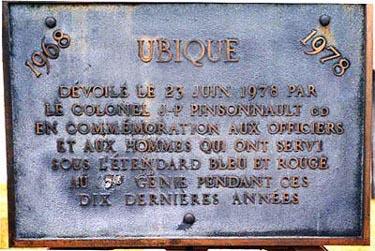 1968
1978
UBIQUE
DÉVOILÉ LE 23 JUIN 1978 PAR
LE COLONEL J-P PINSONNAULT CD
EN COMMÉMORATION AUX OFFICIERS
ET AUX HOMMES QUI ONT SERVI
SOUS L'ÉTENDARD BLEU ET ROUGE
AU GÉNIE PENDANT CES
DIX DERNIÈRES ANNÉES